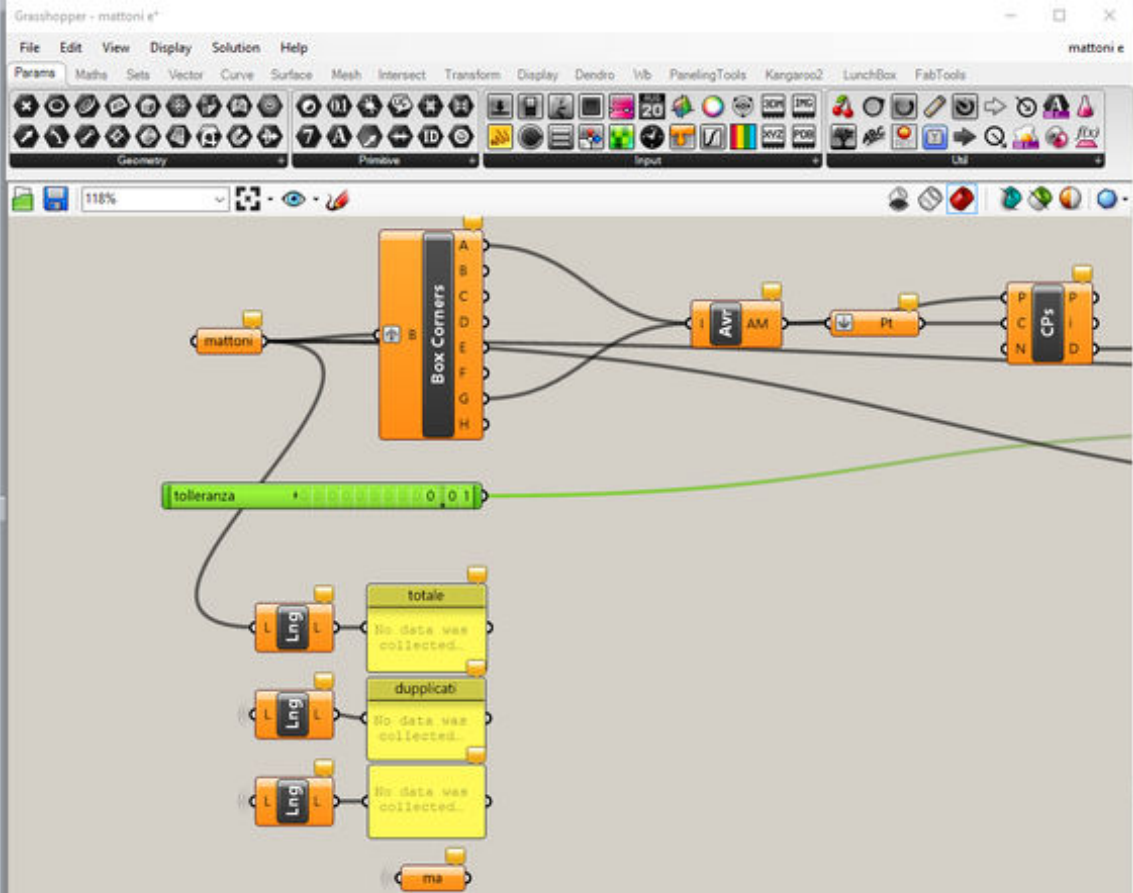 Grasshopper - mattoni e*
File Edit View Display Solution Help mattoni e
Params Maths Sets Vector Curve Surface Mesh Intersect Transform Display Dendro Wb PanelingTools Kangaroo2 LunchBox FabTools
Geometry Primitive Input Util
118%
A
B
C
D
E
F
G
H
B Box Corners
mattoni
I Avr AM
Pt
P CPs P
C i
N D
tolleranza 0.01
L Lng L
totale
No data was
collected…
L Lng L
dupplicati
No data was
collected…
L Lng L
No data was
collected…
ma